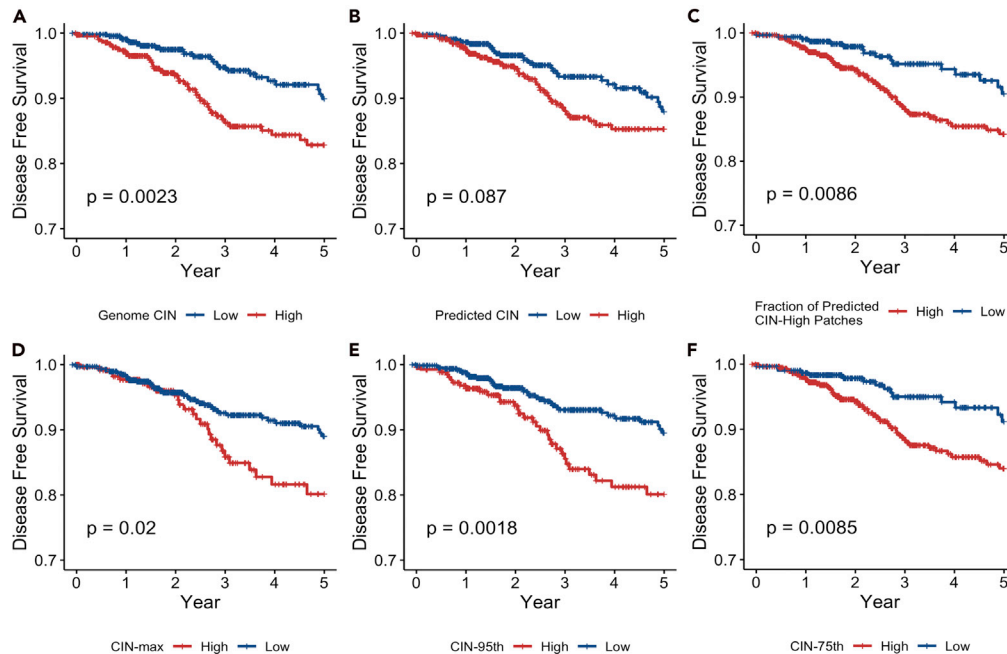 A
Disease Free Survival
1.0
0.9
0.8
0.7
p = 0.0023
0 1 2 3 4 5
Year
Genome CIN Low High
B
Disease Free Survival
1.0
0.9
0.8
0.7
p = 0.087
0 1 2 3 4 5
Year
Predicted CIN Low High
C
Disease Free Survival
1.0
0.9
0.8
0.7
p = 0.0086
0 1 2 3 4 5
Year
Fraction of Predicted
CIN-High Patches High Low
D
Disease Free Survival
1.0
0.9
0.8
0.7
p = 0.02
0 1 2 3 4 5
Year
CIN-max High Low
E
Disease Free Survival
1.0
0.9
0.8
0.7
p = 0.0018
0 1 2 3 4 5
Year
CIN-95th High Low
F
Disease Free Survival
1.0
0.9
0.8
0.7
p = 0.0085
0 1 2 3 4 5
Year
CIN-75th High Low